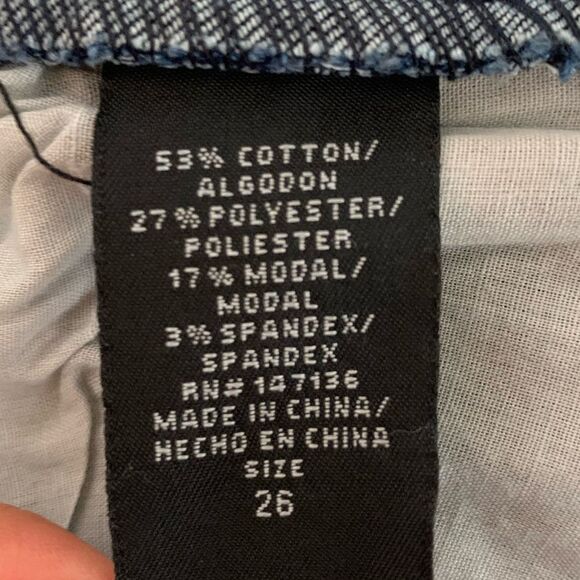 53% COTTON/
ALGODON
27% POLYESTER/
POLIESTER
17% MODAL/
MODAL
3% SPANDEX/
SPANDEX
RN# 147136
MADE IN CHINA/
HECHO EN CHINA
SIZE
26